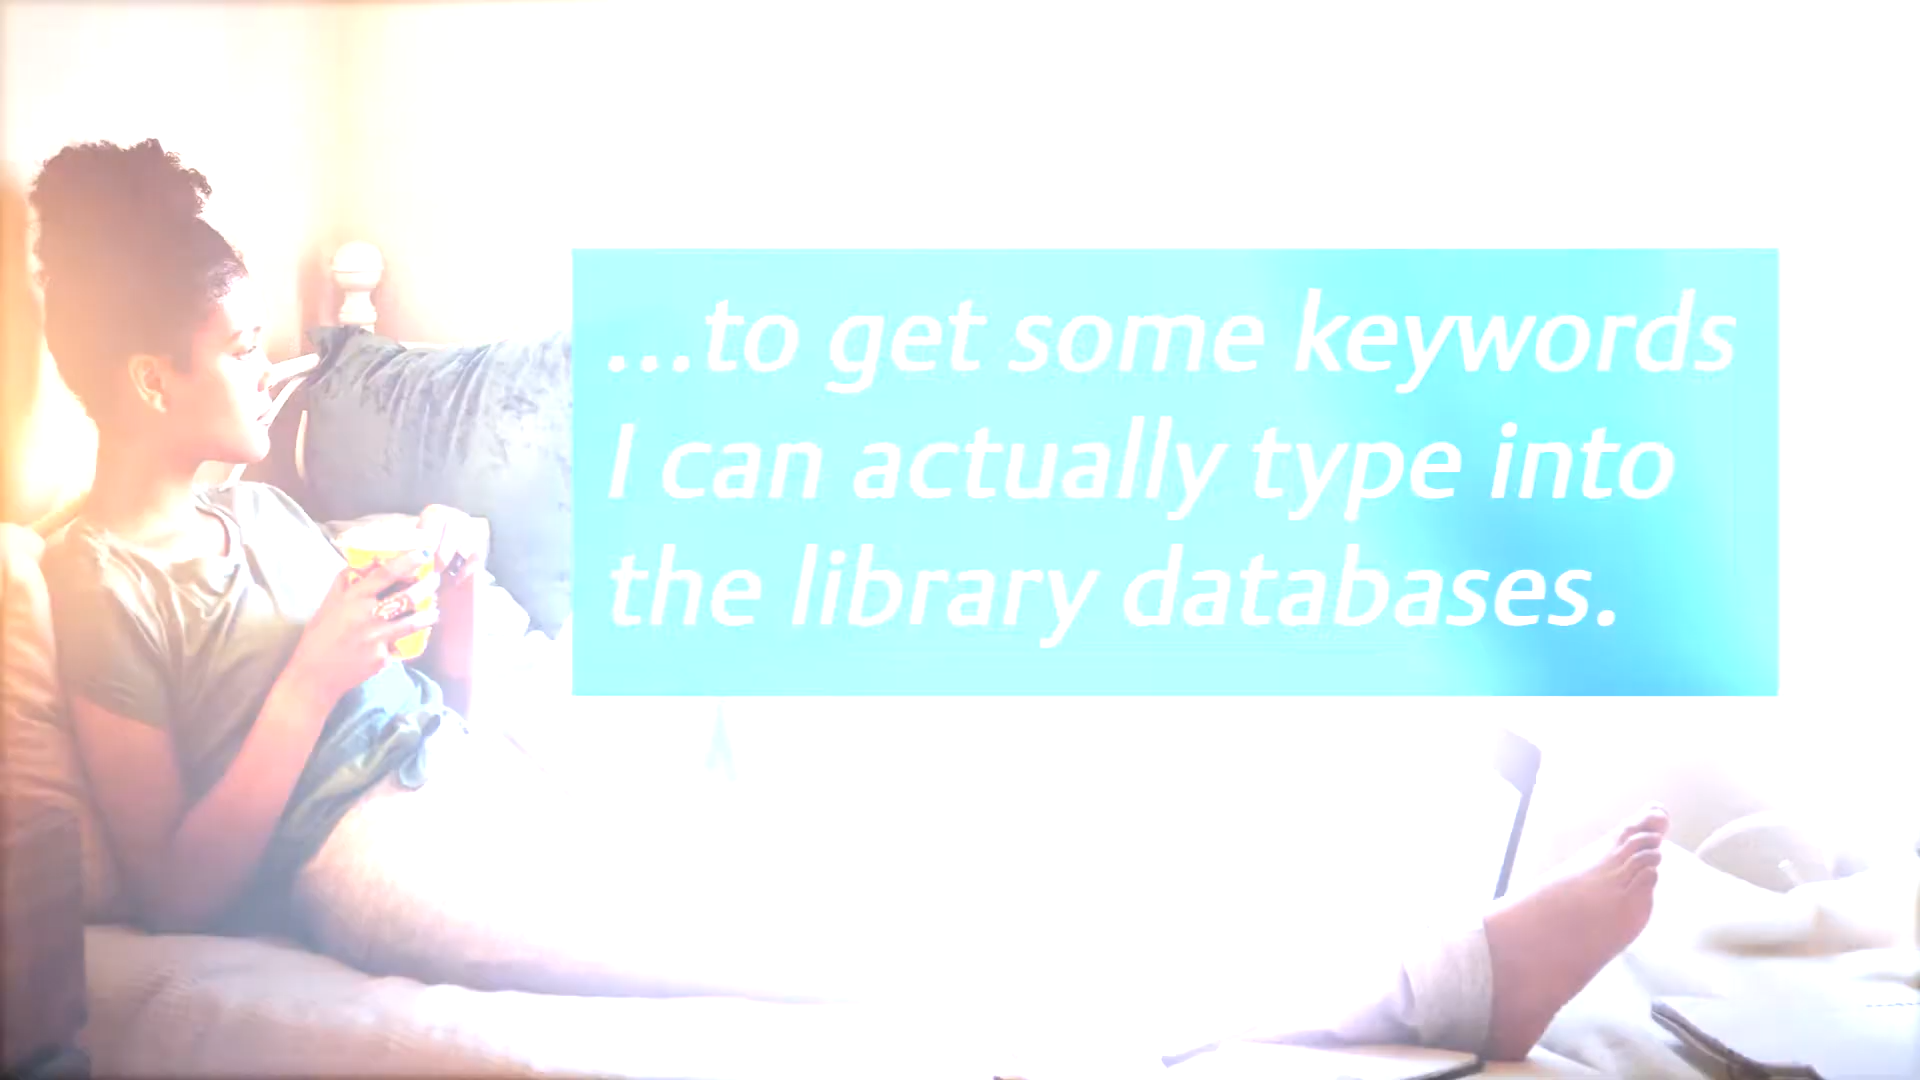 ...to get some keywords
I can actually type into
the library databases.